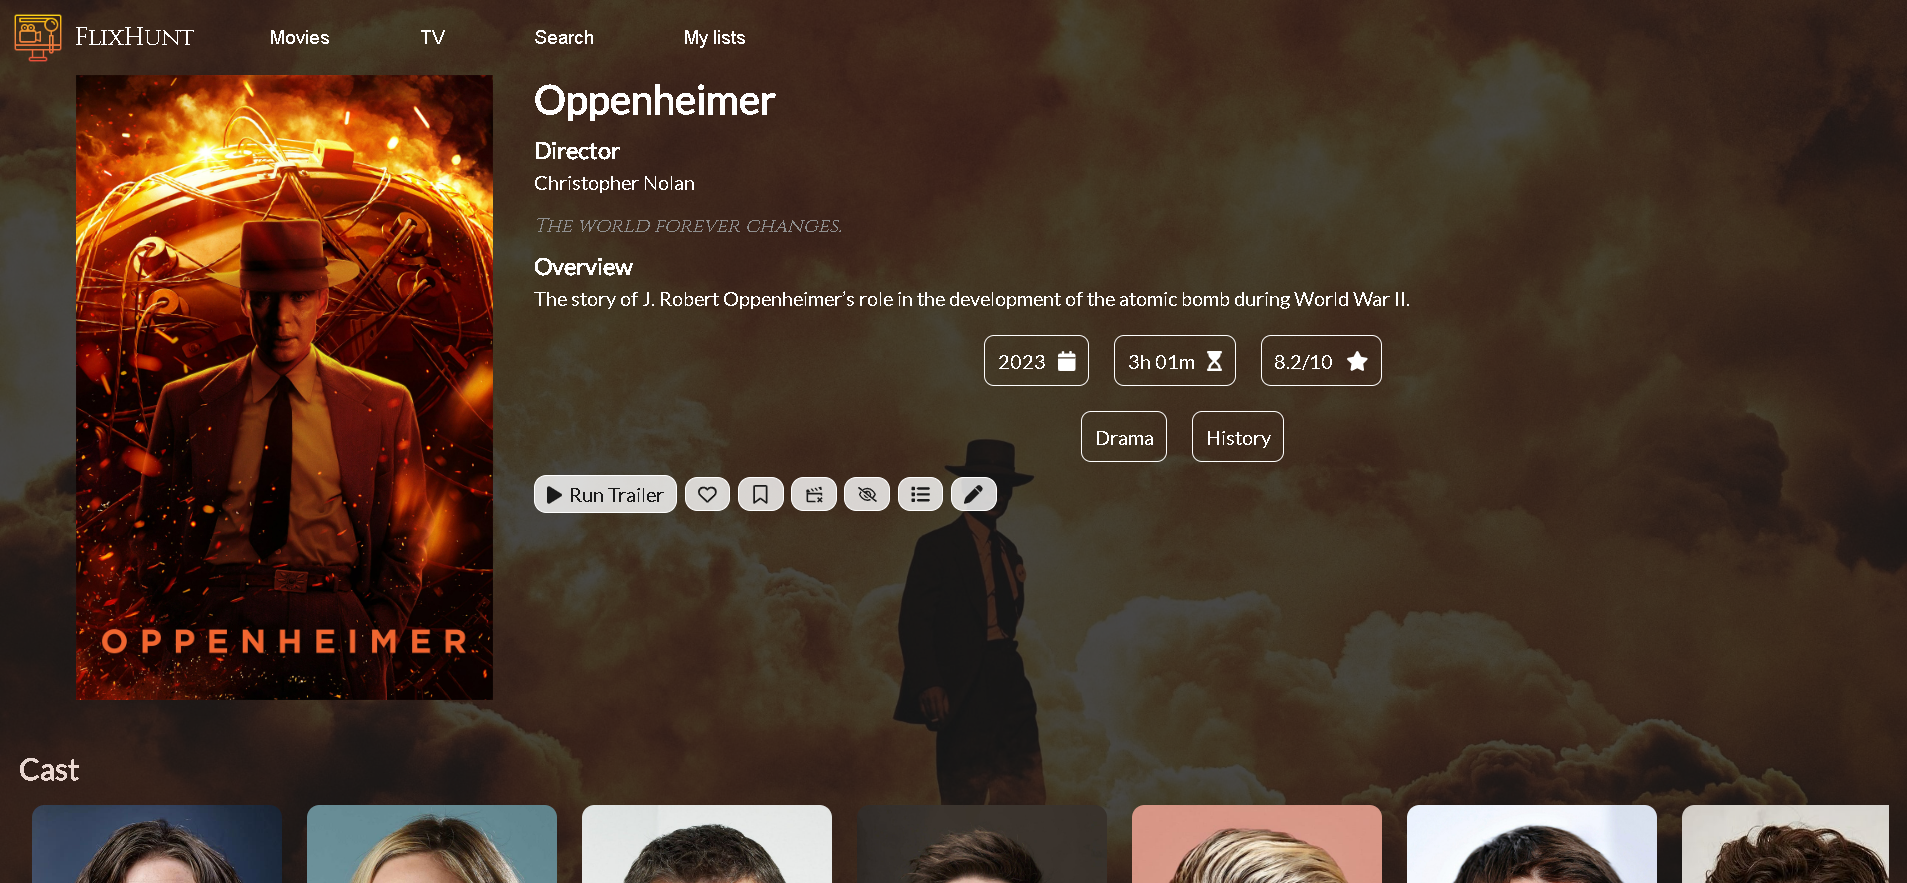 FlixHunt
Movies
TV
Search
My lists
Oppenheimer
Director
Christopher Nolan
The world forever changes.
Overview
The story of J. Robert Oppenheimer's role in the development of the atomic bomb during World War II.
2023
3h 01m
8.2/10
Drama
History
Run Trailer
OPPENHEIMER
Cast